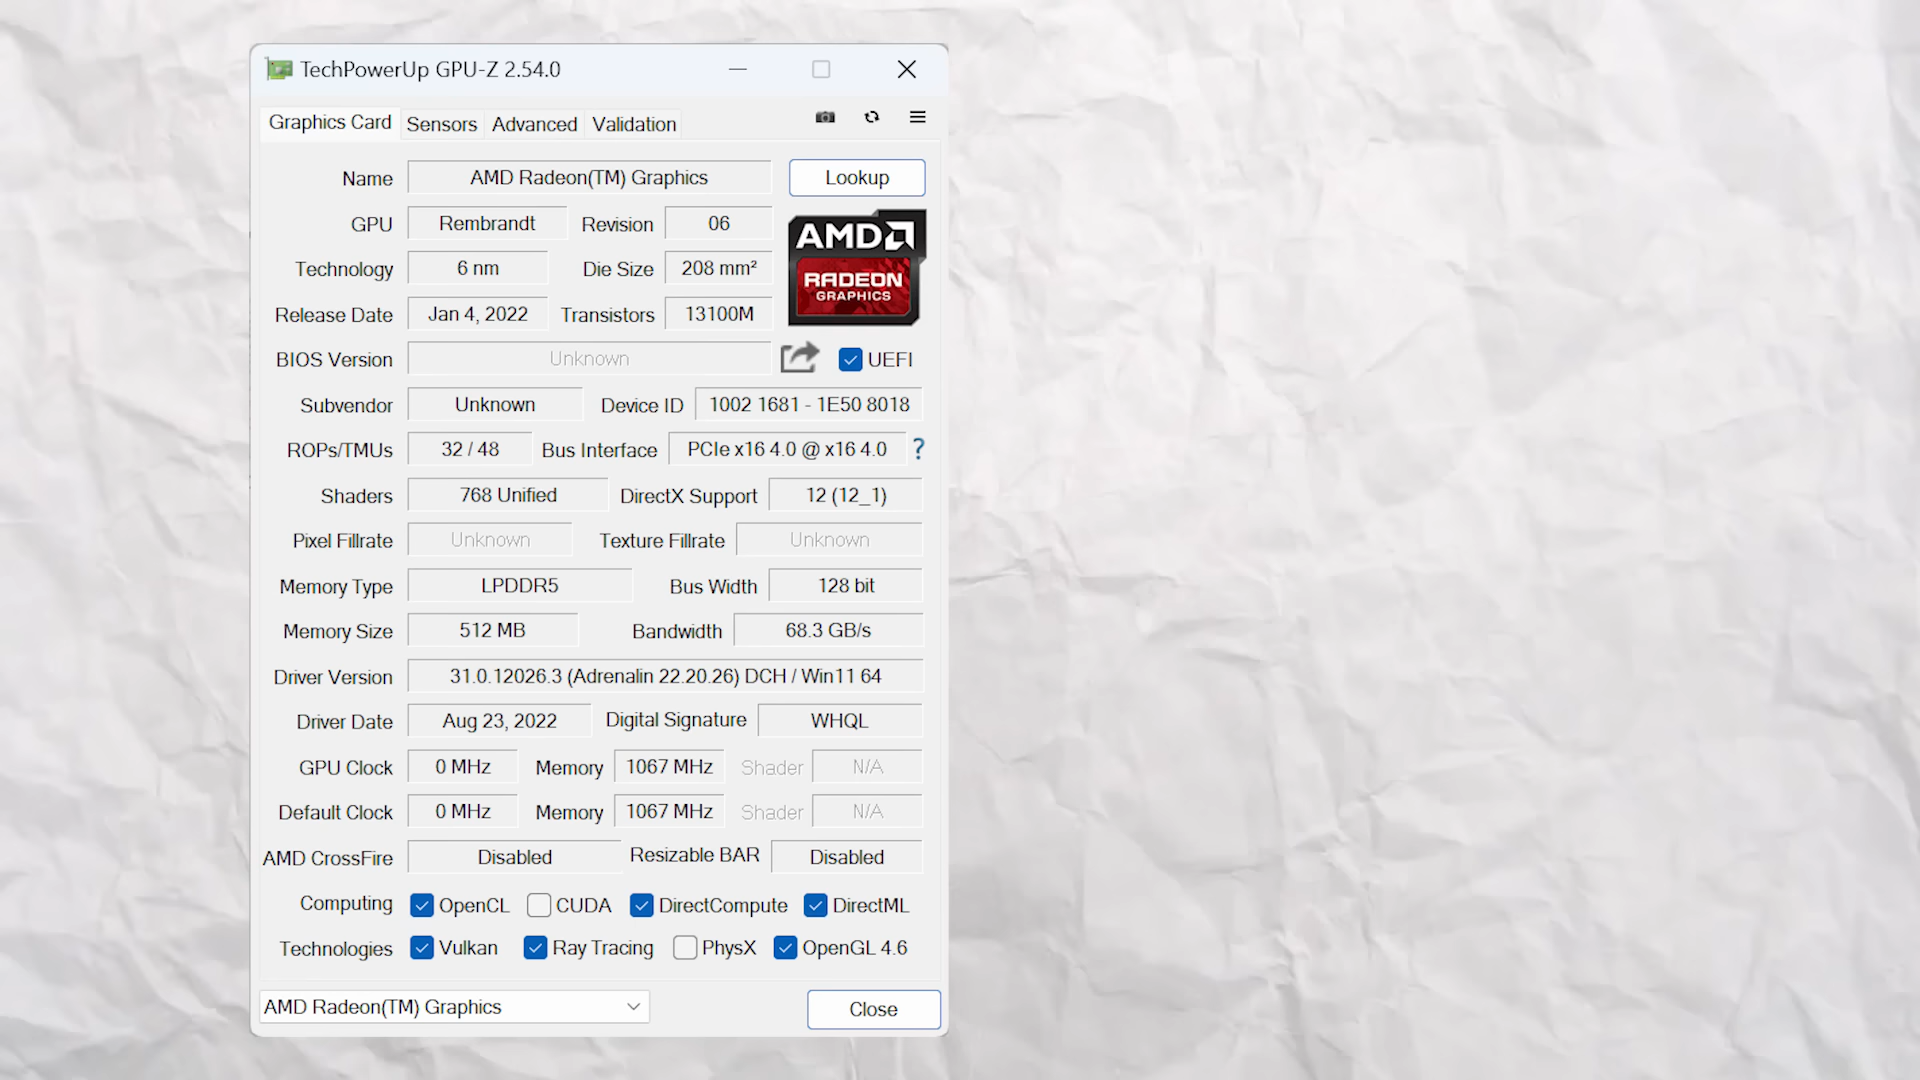 TechPowerUp GPU-Z 2.54.0
Graphics Card Sensors Advanced Validation
Name AMD Radeon(TM) Graphics Lookup
GPU Rembrandt Revision 06
AMD
RADEON
GRAPHICS
Technology 6 nm Die Size 208 mm²
Release Date Jan 4, 2022 Transistors 13100M
BIOS Version Unknown UEFI
Subvendor Unknown Device ID 1002 1681 - 1E50 8018
ROPs/TMUs 32 / 48 Bus Interface PCIe x16 4.0 @ x16 4.0 ?
Shaders 768 Unified DirectX Support 12 (12_1)
Pixel Fillrate Unknown Texture Fillrate Unknown
Memory Type LPDDR5 Bus Width 128 bit
Memory Size 512 MB Bandwidth 68.3 GB/s
Driver Version 31.0.12026.3 (Adrenalin 22.20.26) DCH / Win11 64
Driver Date Aug 23, 2022 Digital Signature WHQL
GPU Clock 0 MHz Memory 1067 MHz Shader N/A
Default Clock 0 MHz Memory 1067 MHz Shader N/A
AMD CrossFire Disabled Resizable BAR Disabled
Computing OpenCL CUDA DirectCompute DirectML
Technologies Vulkan Ray Tracing PhysX OpenGL 4.6
AMD Radeon(TM) Graphics Close